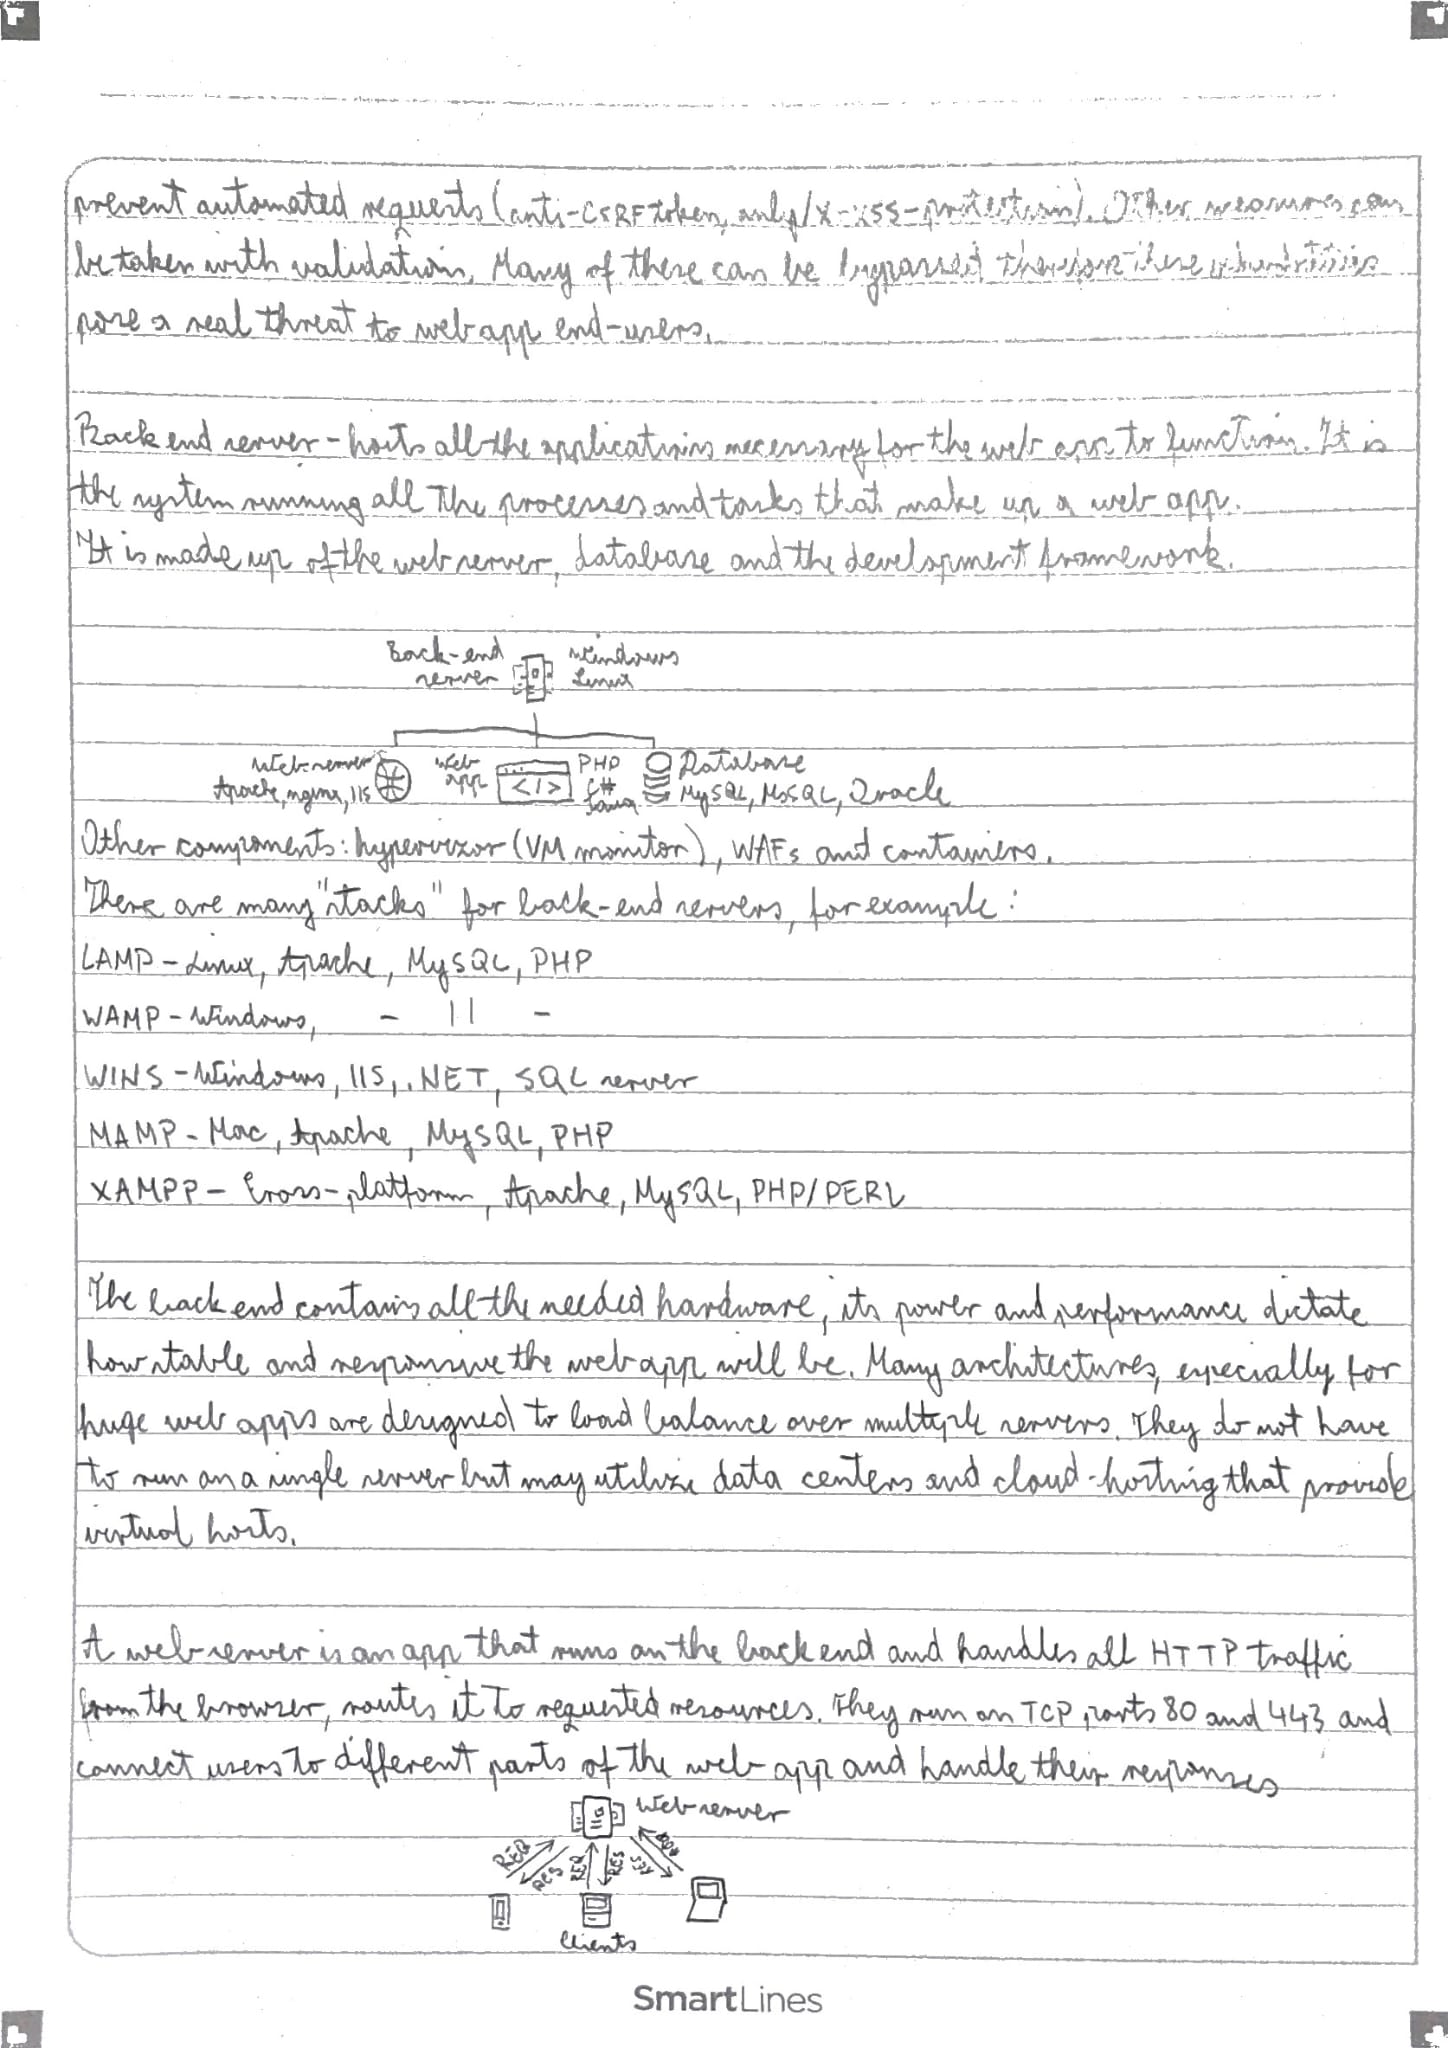 prevent automated requests (anti-CSRF token, only/X-XSS-protection). Other measures can
be taken with validation. Many of these can be bypassed, therefore these vulnerabilities
pose a real threat to web app end-users.
Back end server - hosts all the applications necessary for the web app to function. It is
the system running all the processes and tasks that make up a web app.
It is made up of the web server, database and the development framework.
Back-end Windows
server Linux
Web server Web PHP Database
Apache, nginx, IIS app </> C# MySQL, MsSQL, Oracle
Java
Other components: hypervizor (VM monitor), WAFs and containers.
There are many "stacks" for back-end servers, for example:
LAMP - Linux, Apache, MySQL, PHP
WAMP - Windows, - || -
WINS - Windows, IIS, .NET, SQL server
MAMP - Mac, Apache, MySQL, PHP
XAMPP - Cross-platform, Apache, MySQL, PHP/PERL
The back end contains all the needed hardware, its power and performance dictate
how stable and responsive the web app will be. Many architectures, especially for
huge web apps are designed to load balance over multiple servers. They do not have
to run on a single server but may utilize data centers and cloud-hosting that provide
virtual hosts.
A web server is an app that runs on the back end and handles all HTTP traffic
from the browser, routes it to requested resources. They run on TCP ports 80 and 443 and
connect users to different parts of the web app and handle their responses
Web server
REQ RES REQ RES RES REQ
Clients
SmartLines